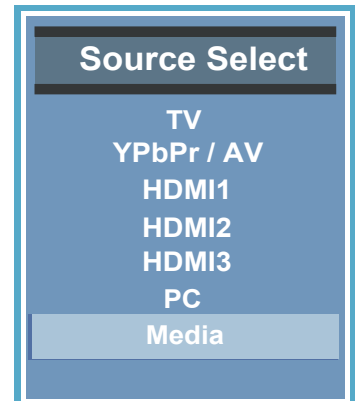 Source Select
TV
YPbPr / AV
HDMI1
HDMI2
HDMI3
PC
Media